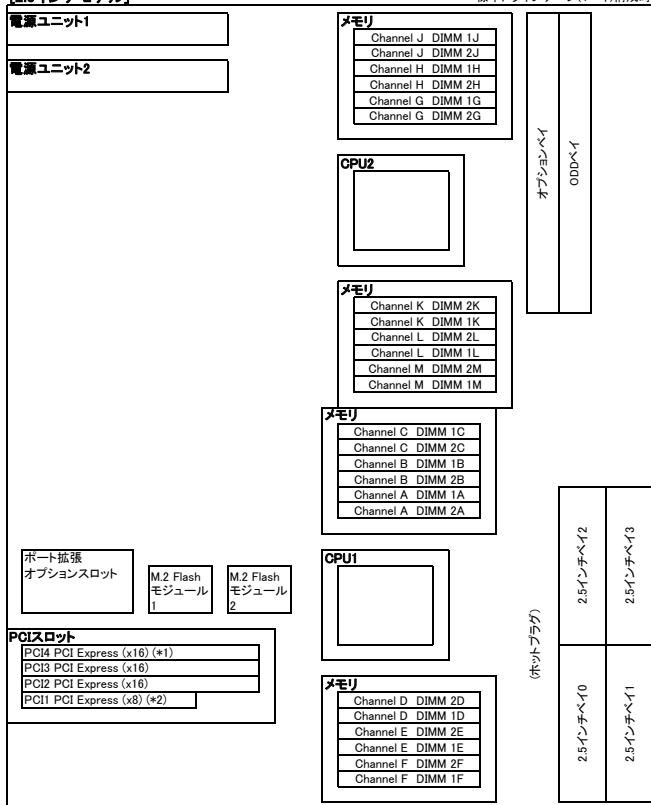 電源ユニット1
電源ユニット2
メモリ
Channel J DIMM 1J
Channel J DIMM 2J
Channel H DIMM 1H
Channel H DIMM 2H
Channel G DIMM 1G
Channel G DIMM 2G
オプションベイ
ODDベイ
CPU2
メモリ
Channel K DIMM 2K
Channel K DIMM 1K
Channel L DIMM 2L
Channel L DIMM 1L
Channel M DIMM 2M
Channel M DIMM 1M
メモリ
Channel C DIMM 1C
Channel C DIMM 2C
Channel B DIMM 1B
Channel B DIMM 2B
Channel A DIMM 1A
Channel A DIMM 2A
ポート拡張
オプションスロット
M.2 Flash
モジュール
1
M.2 Flash
モジュール
2
CPU1
2.5インチベイ2
2.5インチベイ3
(ホットプラグ)
2.5インチベイ0
2.5インチベイ1
PCIスロット
PCI4 PCI Express (x16) (*1)
PCI3 PCI Express (x16)
PCI2 PCI Express (x16)
PCI1 PCI Express (x8) (*2)
メモリ
Channel D DIMM 2D
Channel D DIMM 1D
Channel E DIMM 2E
Channel E DIMM 1E
Channel F DIMM 2F
Channel F DIMM 1F